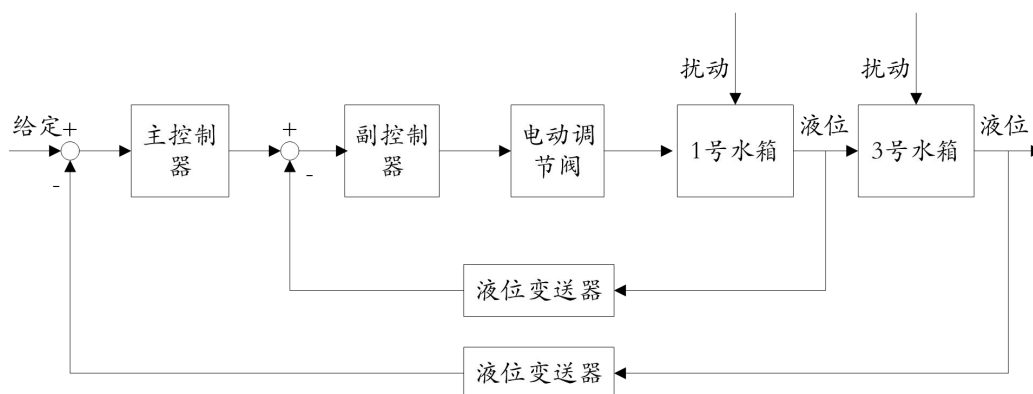 扰动
扰动
给定
+
-
主控制
器
+
-
副控制
器
电动调
节阀
1号水箱
液位
3号水箱
液位
液位变送器
液位变送器